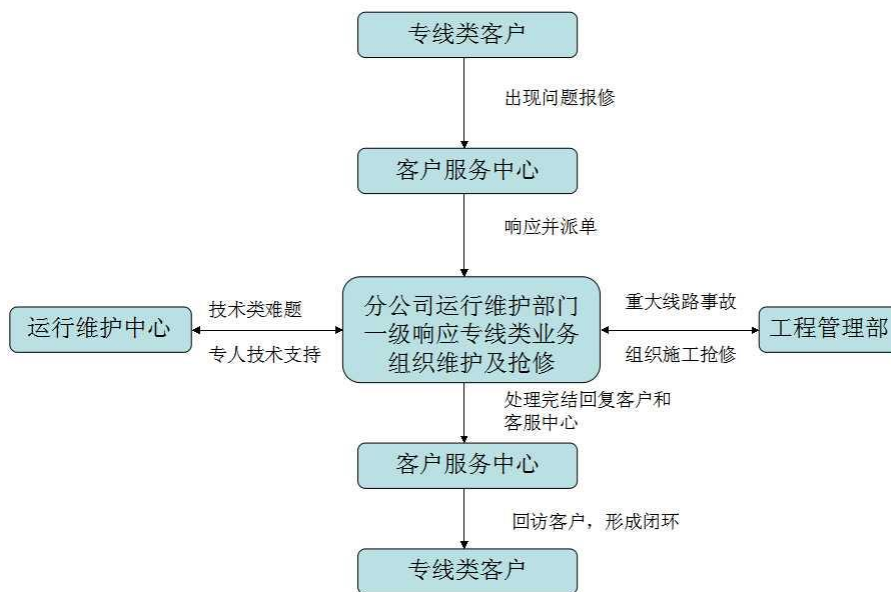 专线类客户
出现问题报修
客户服务中心
响应并派单
分公司运行维护部门
一级响应专线类业务
组织维护及抢修
运行维护中心
技术类难题
专人技术支持
重大线路事故
组织施工抢修
工程管理部
处理完结回复客户和
客服中心
客户服务中心
回访客户，形成闭环
专线类客户